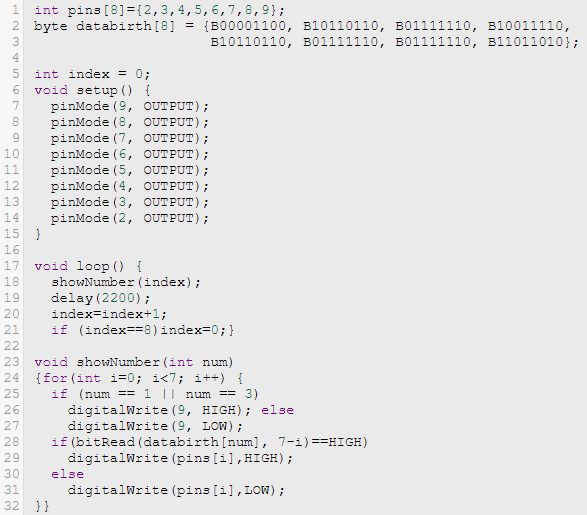 1 int pins[8]={2,3,4,5,6,7,8,9};
2 byte databirth[8] = {B00001100, B10110110, B01111110, B10011110,
3                      B10110110, B01111110, B01111110, B11011010};
4
5 int index = 0;
6 void setup() {
7   pinMode(9, OUTPUT);
8   pinMode(8, OUTPUT);
9   pinMode(7, OUTPUT);
10   pinMode(6, OUTPUT);
11   pinMode(5, OUTPUT);
12   pinMode(4, OUTPUT);
13   pinMode(3, OUTPUT);
14   pinMode(2, OUTPUT);
15 }
16
17 void loop() {
18   showNumber(index);
19   delay(2200);
20   index=index+1;
21   if (index==8)index=0;}
22
23 void showNumber(int num)
24 {for(int i=0; i<7; i++) {
25   if (num == 1 || num == 3)
26     digitalWrite(9, HIGH); else
27     digitalWrite(9, LOW);
28   if(bitRead(databirth[num], 7-i)==HIGH)
29     digitalWrite(pins[i],HIGH);
30   else
31     digitalWrite(pins[i],LOW);
32 }}